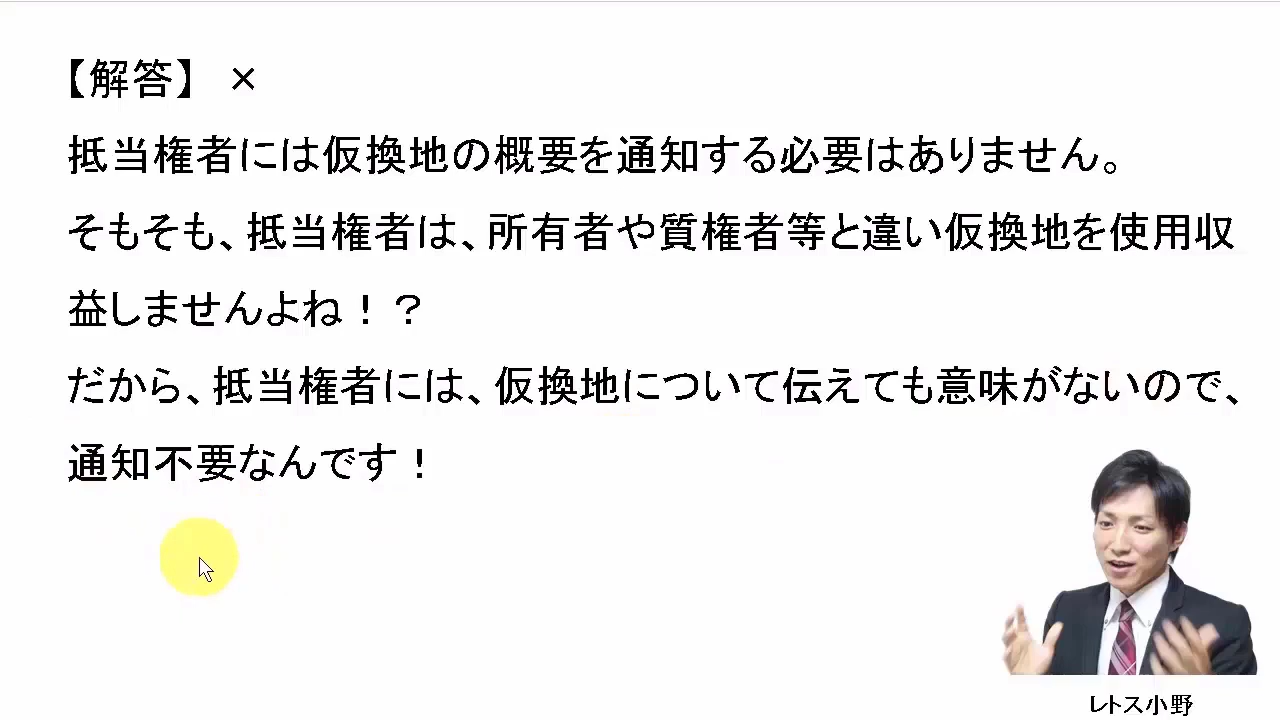 【解答】 ×
抵当権者には仮換地の概要を通知する必要はありません。
そもそも、抵当権者は、所有者や質権者等と違い仮換地を使用収
益しませんよね！？
だから、抵当権者には、仮換地について伝えても意味がないので、
通知不要なんです！
レトス小野